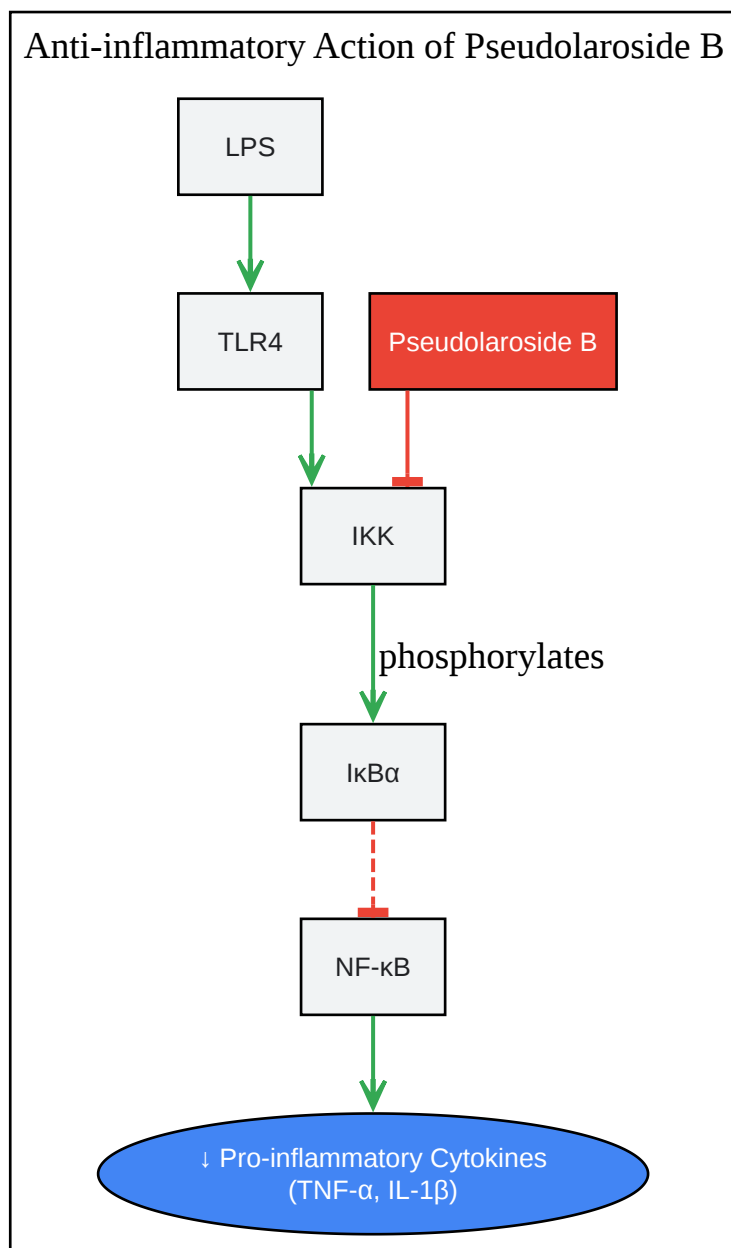 Anti-inflammatory Action of Pseudolaroside B
LPS
TLR4
Pseudolaroside B
IKK
phosphorylates
IκBα
NF-κB
↓ Pro-inflammatory Cytokines
(TNF-α, IL-1β)